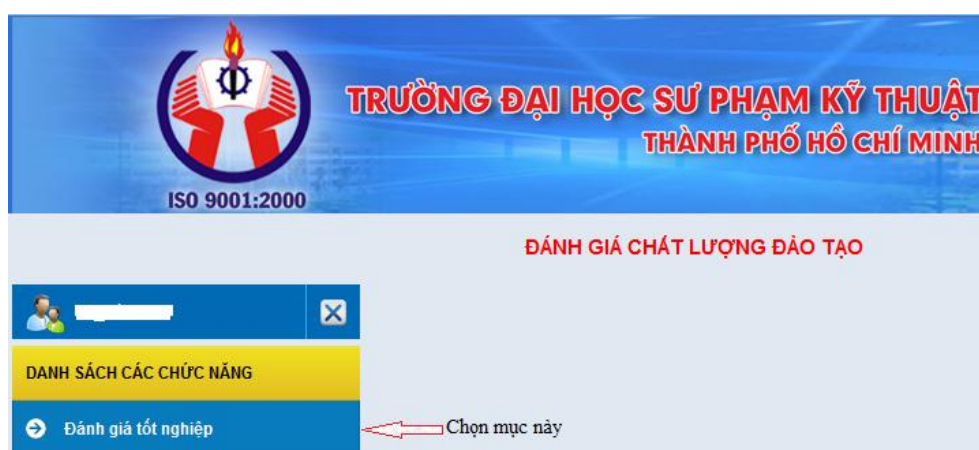 TRƯỜNG ĐẠI HỌC SƯ PHẠM KỸ THUẬT
THÀNH PHỐ HỒ CHÍ MINH
ISO 9001:2000
ĐÁNH GIÁ CHẤT LƯỢNG ĐÀO TẠO
DANH SÁCH CÁC CHỨC NĂNG
Đánh giá tốt nghiệp
Chọn mục này